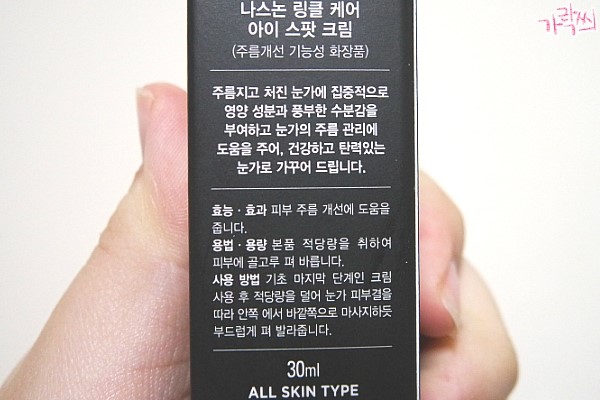 가락씨
나스논 링클 케어
아이 스팟 크림
(주름개선 기능성 화장품)
주름지고 처진 눈가에 집중적으로
영양 성분과 풍부한 수분감을
부여하고 눈가의 주름 관리에
도움을 주어, 건강하고 탄력있는
눈가로 가꾸어 드립니다.
효능 · 효과 피부 주름 개선에 도움을
줍니다.
용법 · 용량 본품 적당량을 취하여
피부에 골고루 펴 바릅니다.
사용 방법 기초 마지막 단계인 크림
사용 후 적당량을 덜어 눈가 피부결을
따라 안쪽 에서 바깥쪽으로 마사지하듯
부드럽게 펴 발라줍니다.
30ml
ALL SKIN TYPE